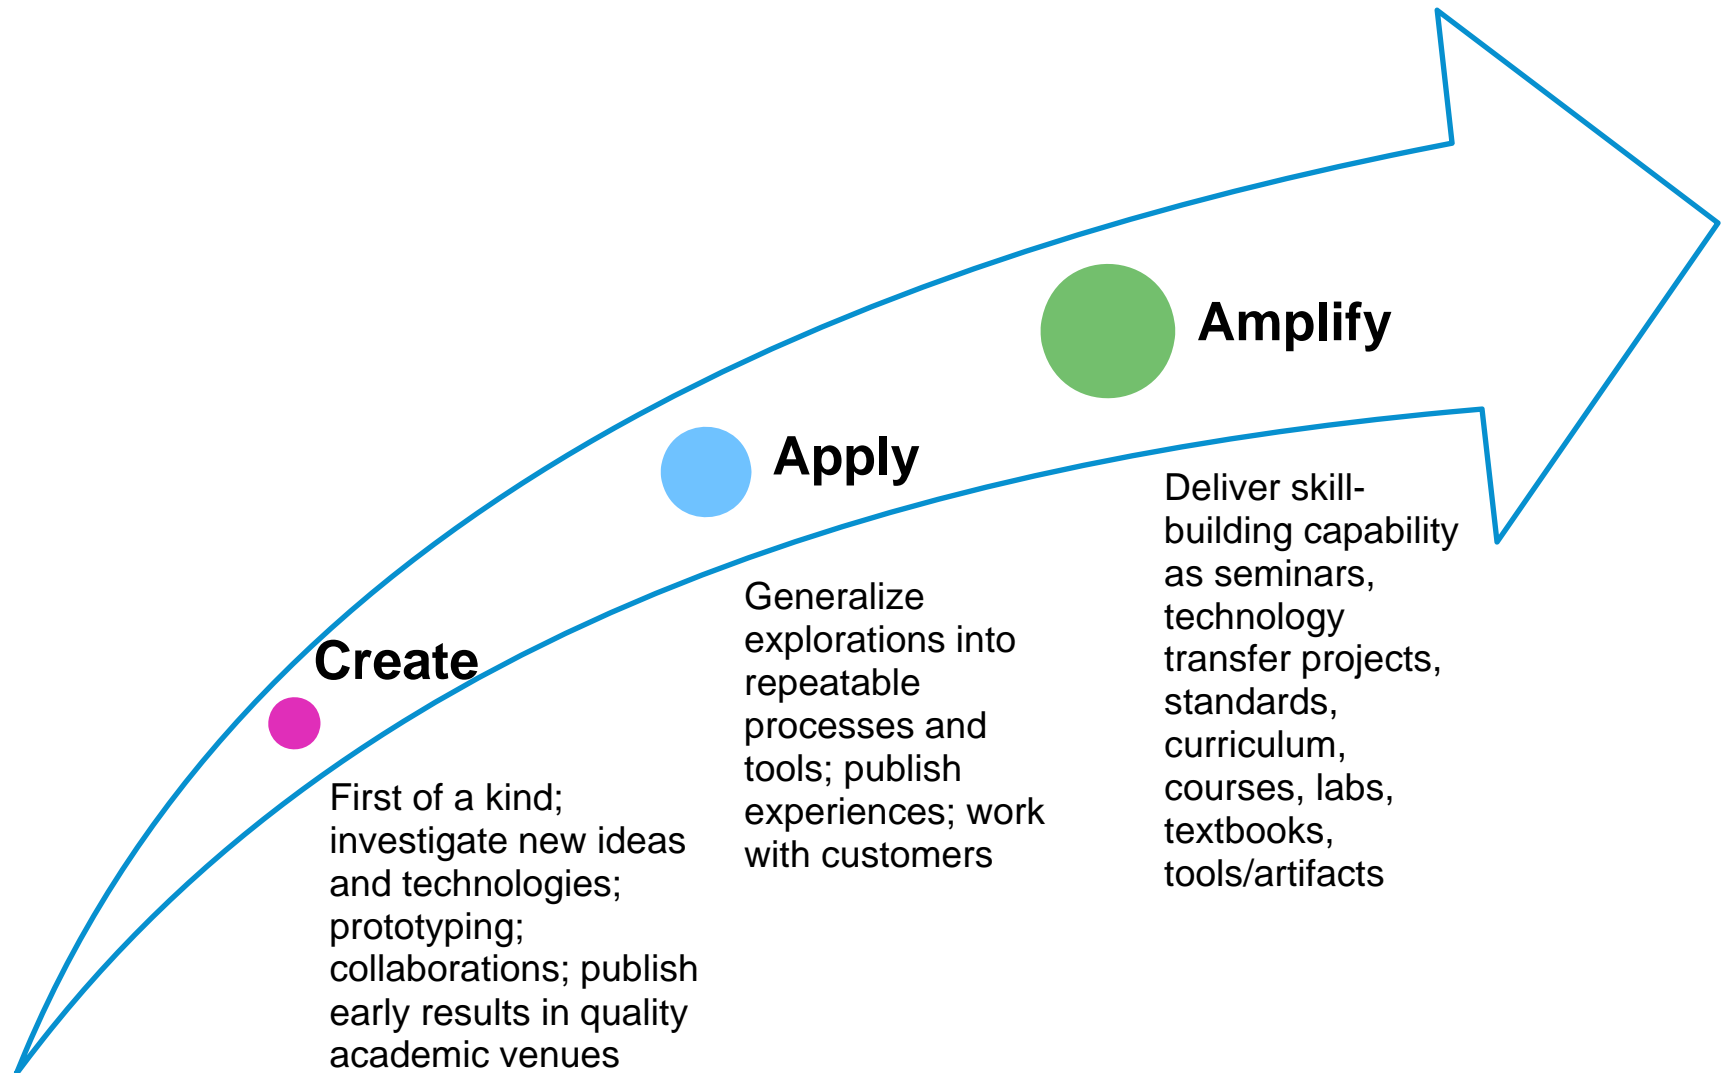 Create
First of a kind;
investigate new ideas
and technologies;
prototyping;
collaborations; publish
early results in quality
academic venues
Apply
Generalize
explorations into
repeatable
processes and
tools; publish
experiences; work
with customers
Amplify
Deliver skill-
building capability
as seminars,
technology
transfer projects,
standards,
curriculum,
courses, labs,
textbooks,
tools/artifacts